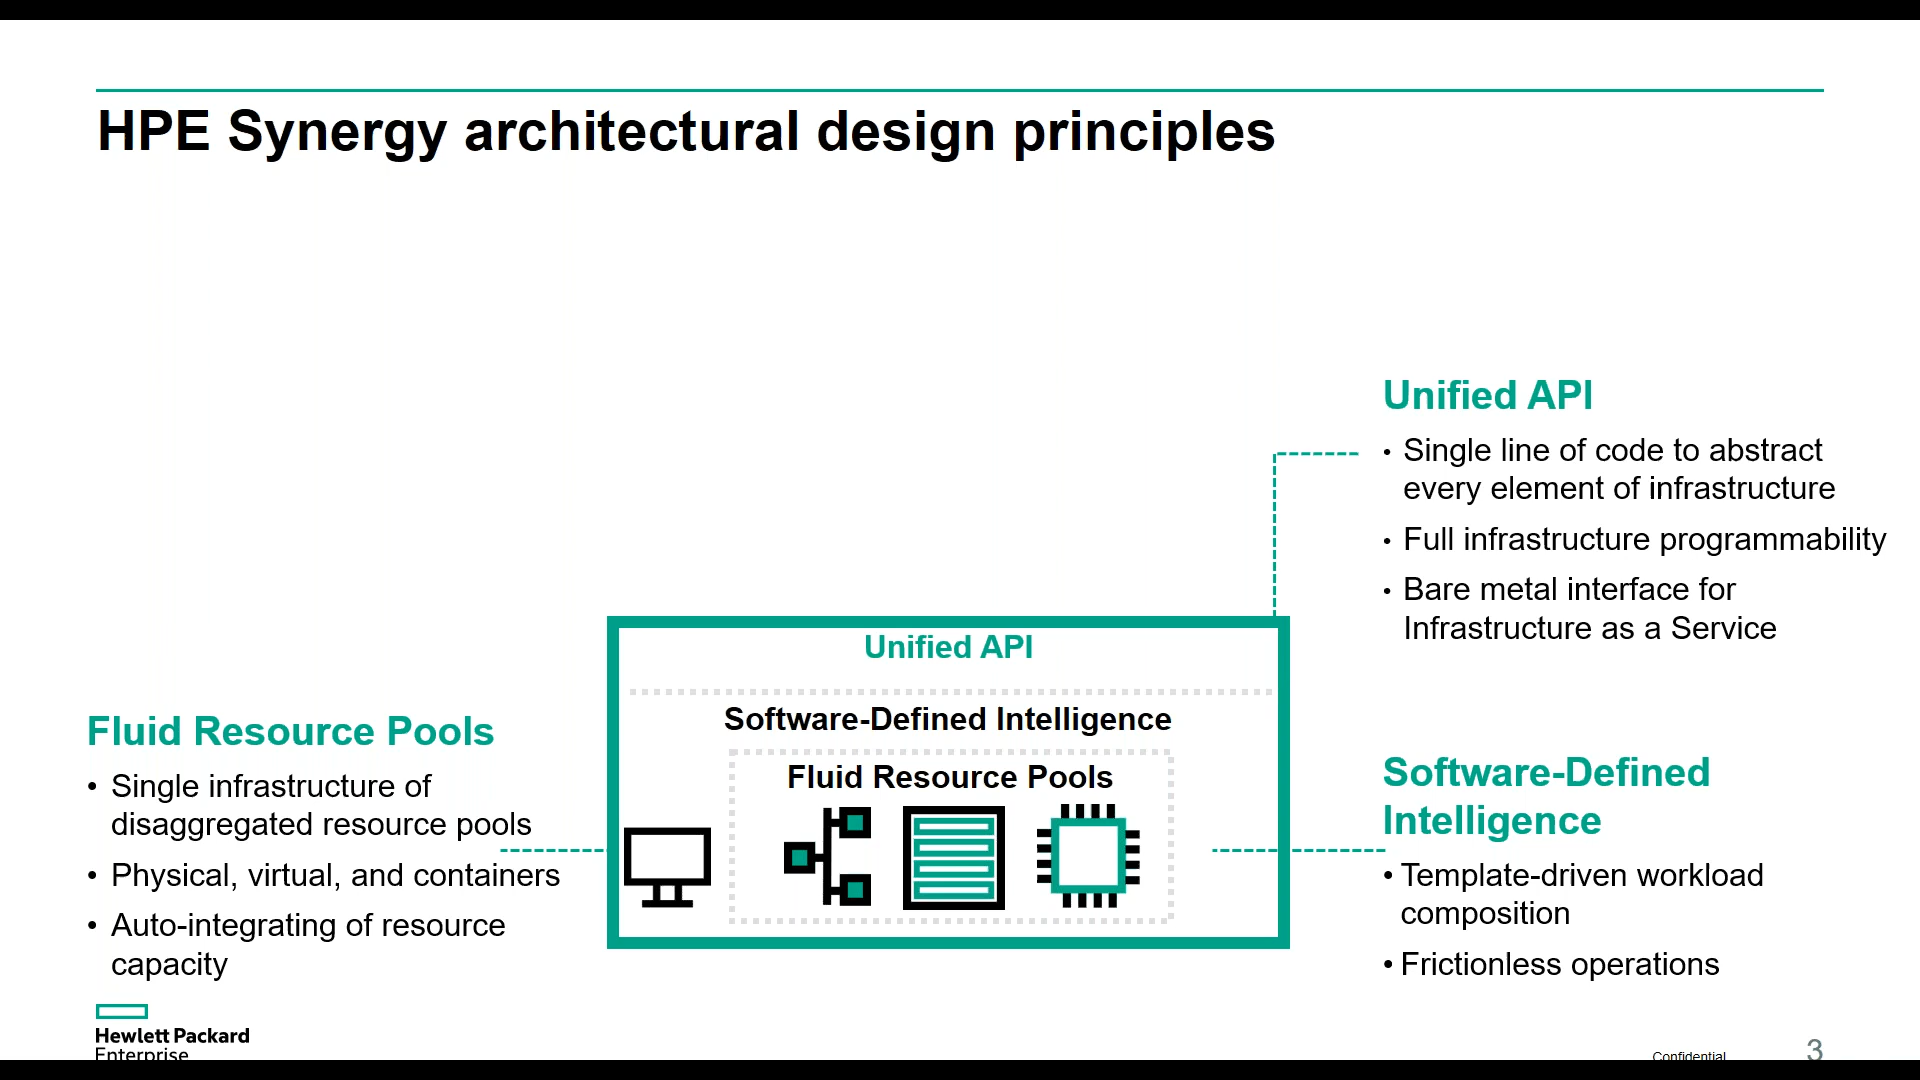 HPE Synergy architectural design principles
Unified API
• Single line of code to abstract
every element of infrastructure
• Full infrastructure programmability
• Bare metal interface for
Infrastructure as a Service
Unified API
Software-Defined Intelligence
Fluid Resource Pools
Fluid Resource Pools
• Single infrastructure of
disaggregated resource pools
• Physical, virtual, and containers
• Auto-integrating of resource
capacity
Software-Defined
Intelligence
• Template-driven workload
composition
• Frictionless operations
Hewlett Packard
Enterprise
Confidential
3